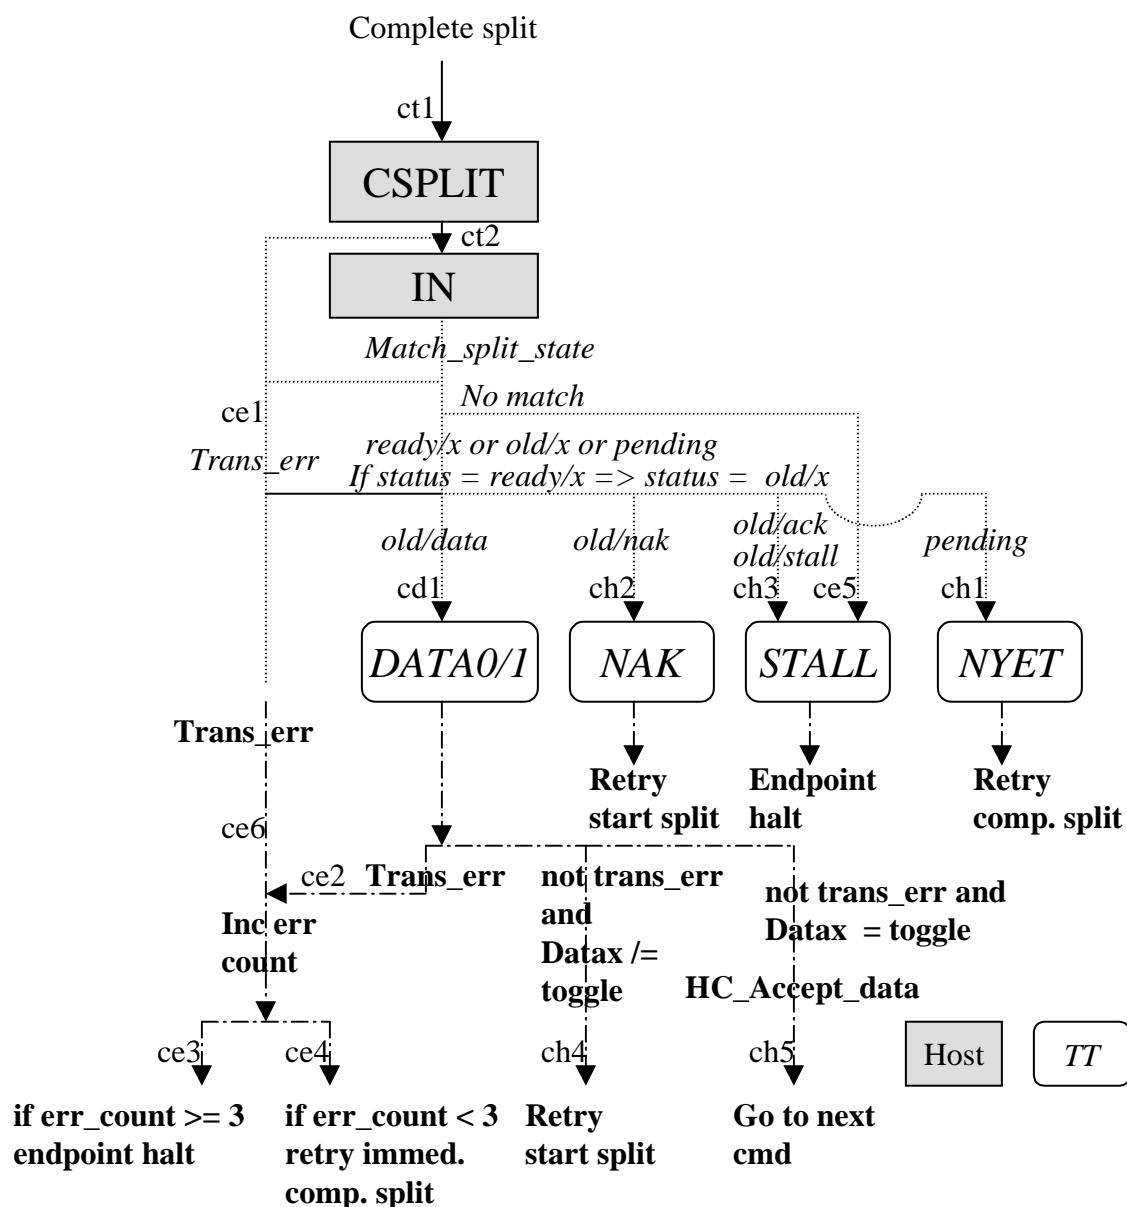 Complete split
ct1
CSPLIT
ct2
IN
Match_split_state
No match
ce1
Trans_err
ready/x or old/x or pending
If status = ready/x => status = old/x
old/data
old/nak
old/ack
old/stall
pending
cd1
ch2
ch3
ce5
ch1
DATA0/1
NAK
STALL
NYET
Trans_err
Retry
start split
Endpoint
halt
Retry
comp. split
ce6
ce2
Trans_err
not trans_err
and
Datax /=
toggle
not trans_err and
Datax = toggle
Inc err
count
HC_Accept_data
ce3
ce4
ch4
ch5
Host
TT
if err_count >= 3
endpoint halt
if err_count < 3
retry immed.
comp. split
Retry
start split
Go to next
cmd